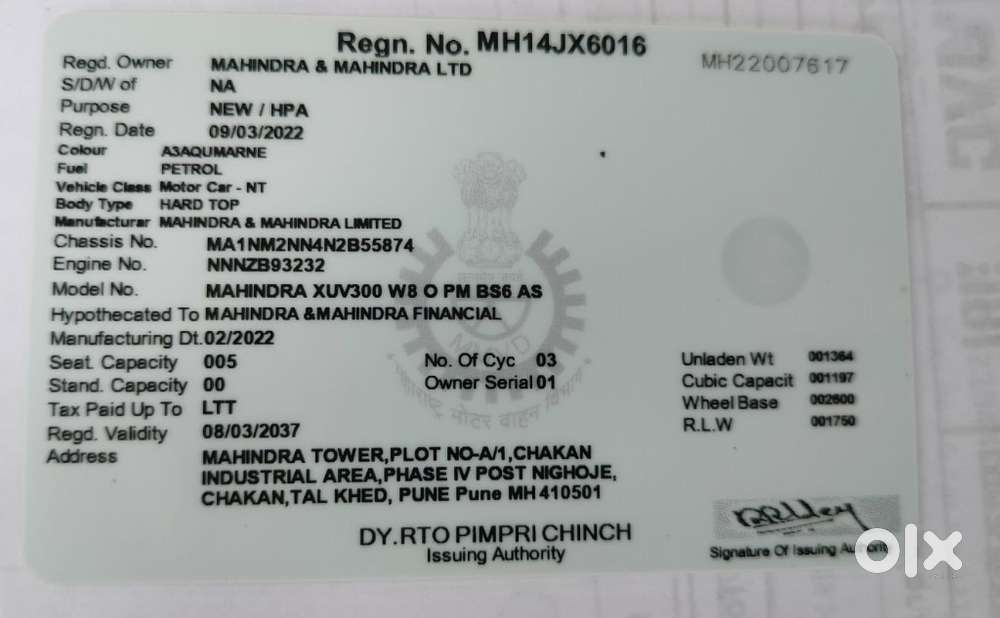 Regn. No. MH14JX6016
MH22007617
Regd. Owner MAHINDRA & MAHINDRA LTD
S/D/W of NA
Purpose NEW / HPA
Regn. Date 09/03/2022
Colour A3AQUMARNE
Fuel PETROL
Vehicle Class Motor Car - NT
Body Type HARD TOP
Manufacturar MAHINDRA & MAHINDRA LIMITED
Chassis No. MA1NM2NN4N2B55874
Engine No. NNNZB93232
Model No. MAHINDRA XUV300 W8 O PM BS6 AS
Hypothecated To MAHINDRA &MAHINDRA FINANCIAL
Manufacturing Dt. 02/2022
Seat. Capacity 005 No. Of Cyc 03 Unladen Wt 001364
Stand. Capacity 00 Owner Serial 01 Cubic Capacit 001197
Tax Paid Up To LTT Wheel Base 002600
Regd. Validity 08/03/2037 R.L.W 001750
Address MAHINDRA TOWER,PLOT NO-A/1,CHAKAN
INDUSTRIAL AREA,PHASE IV POST NIGHOJE,
CHAKAN,TAL KHED, PUNE Pune MH 410501
मोटर वाहन विभाग
DY.RTO PIMPRI CHINCH
Issuing Authority
Signature Of Issuing Authority
olx